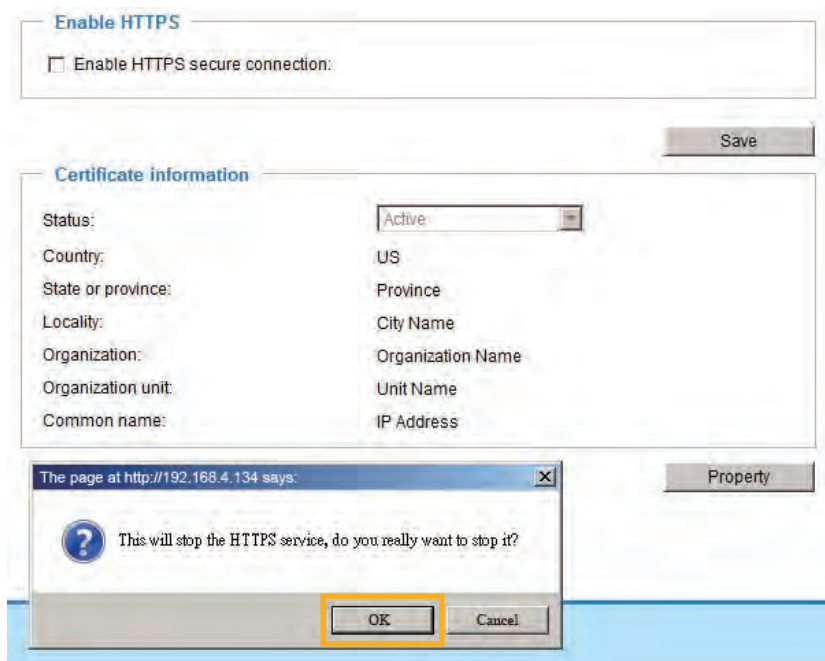 Enable HTTPS
Enable HTTPS secure connection:
Save
Certificate information
Status: Active
Country: US
State or province: Province
Locality: City Name
Organization: Organization Name
Organization unit: Unit Name
Common name: IP Address
Property
The page at http://192.168.4.134 says:
This will stop the HTTPS service, do you really want to stop it?
OK Cancel